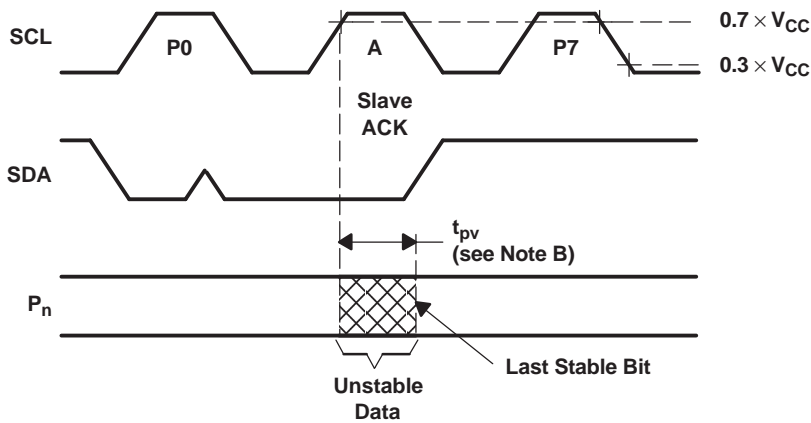 SCL
P0
A
P7
0.7 × VCC
0.3 × VCC
Slave
ACK
SDA
tpv
(see Note B)
Pn
Last Stable Bit
Unstable
Data